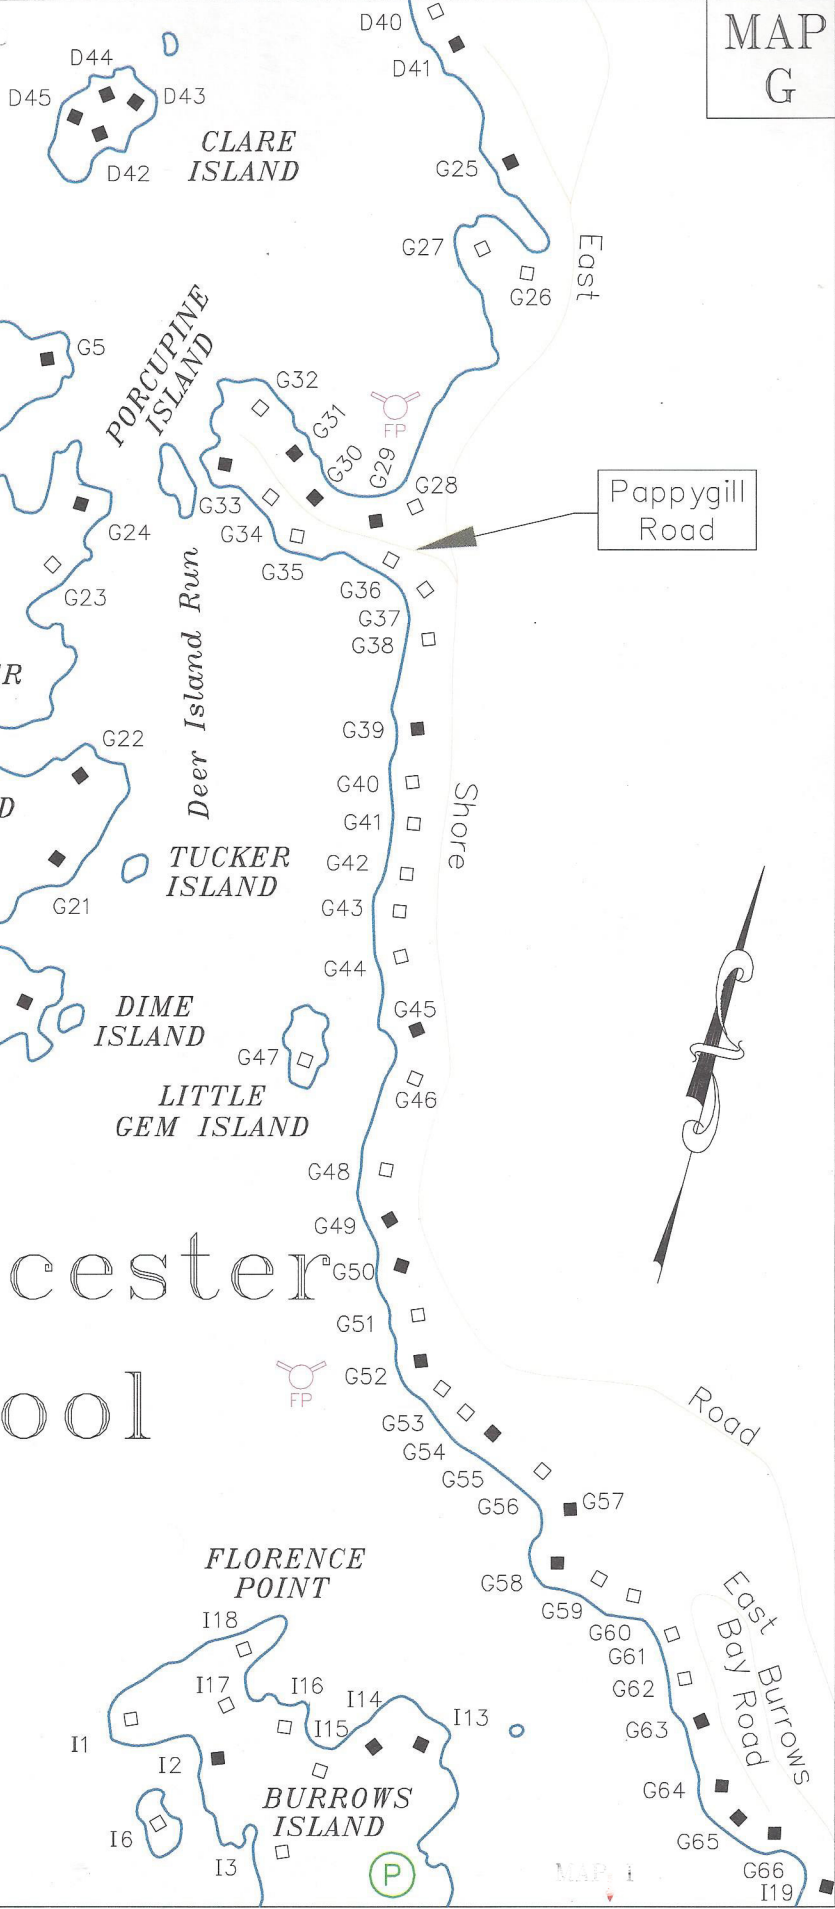 MAP
G
D40
D41
D44
D45
D43
D42
CLARE
ISLAND
G25
G27
G26
East
G5
PORCUPINE
ISLAND
G32
G31
G30
G29
G28
FP
G33
G34
G35
G24
G23
Pappygill
Road
G36
G37
G38
Deer Island Run
R
G39
G22
G40
G41
Shore
D
G42
G43
G44
G21
TUCKER
ISLAND
DIME
ISLAND
G45
G47
G46
LITTLE
GEM ISLAND
G48
G49
cester
G50
G51
G52
FP
ool
Road
G53
G54
G55
G56
G57
G58
G59
G60
G61
G62
G63
G64
G65
G66
East Burrows
Bay Road
FLORENCE
POINT
I18
I17
I16
I15
I14
I13
I1
I2
I6
I3
BURROWS
ISLAND
P
MAP 1
I19